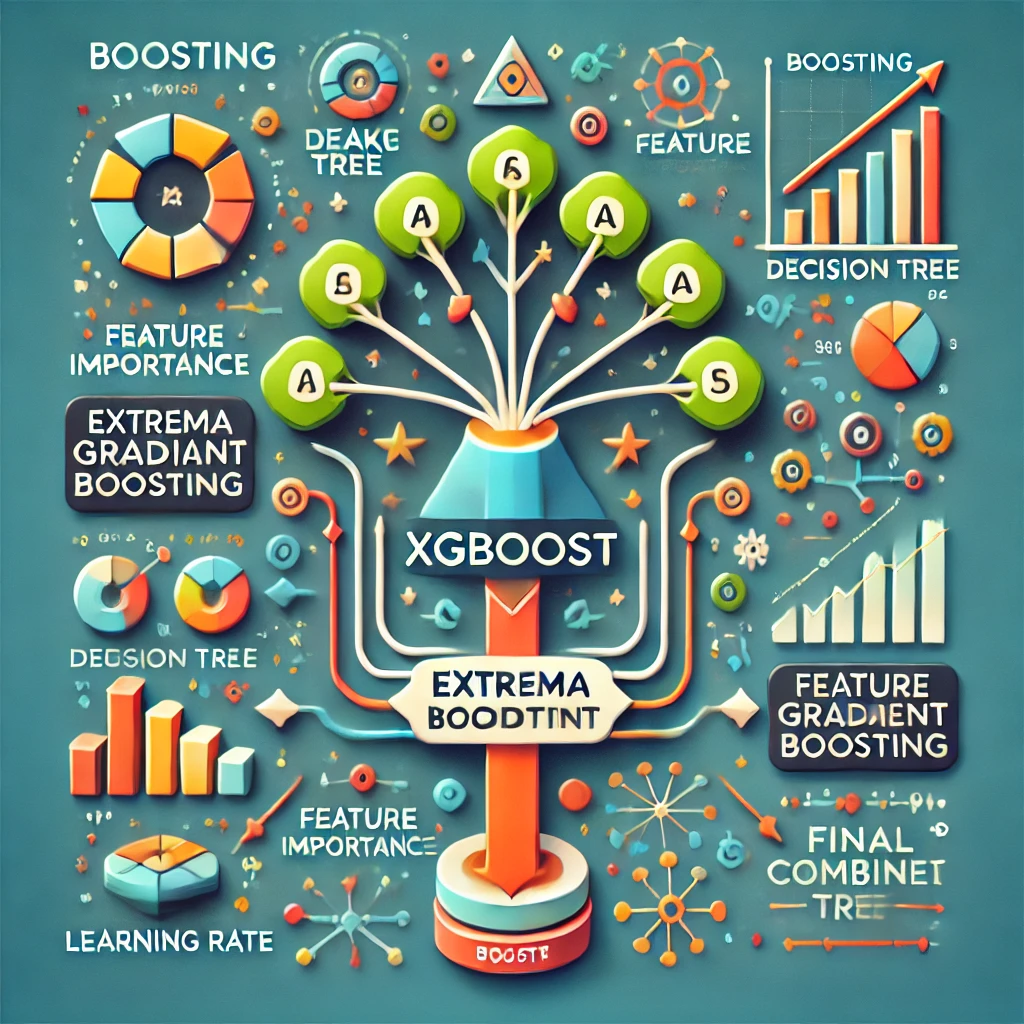 BOOSTING
BOOSTING
DEAKE
TREE
FEATURE
DECISION TREE
FEATURE
IMPORTANCE
A
A
A
A
S
EXTREMA
GRADIANT
BOOSTING
XGBOOST
DECISION TREE
EXTREMA
BOODTINT
FEATURE
BOOSTING
FEATURE
IMPORTANCE
FINAL
COMBINET
TREE
LEARNING RATE